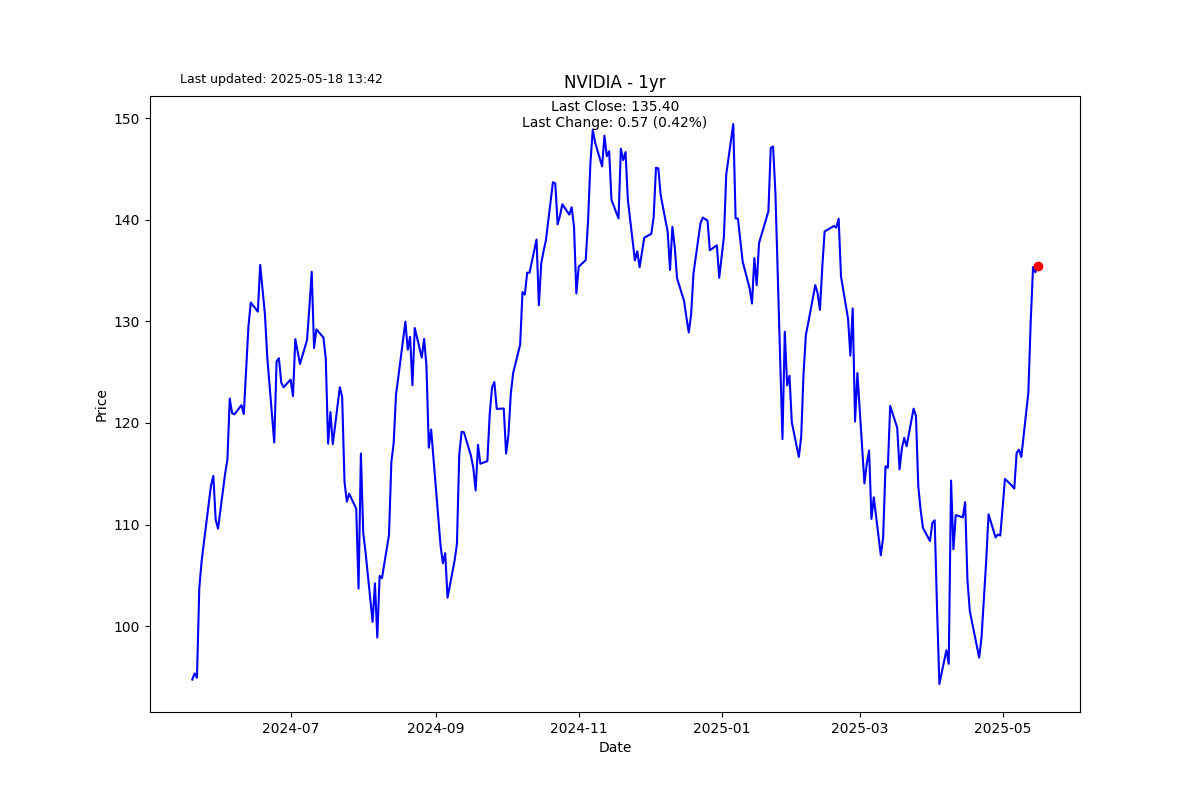 Last updated: 2025-05-18 13:42
NVIDIA - 1yr
Last Close: 135.40
Last Change: 0.57 (0.42%)
150
140
130
120
110
100
Price
2024-07
2024-09
2024-11
2025-01
2025-03
2025-05
Date